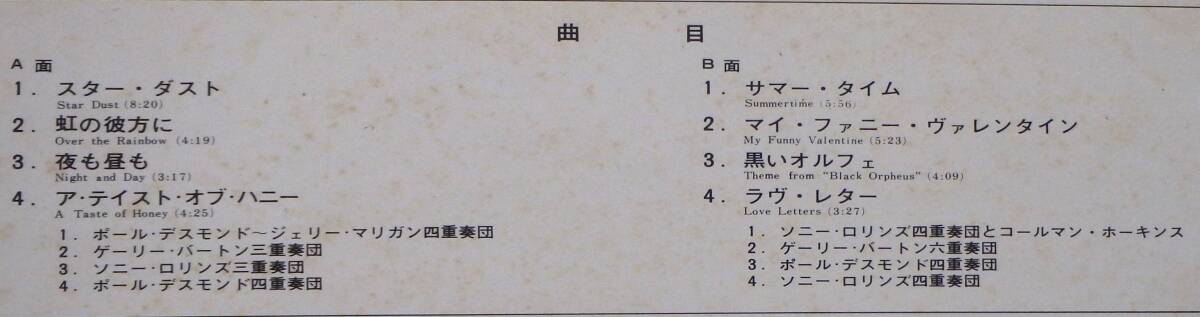 曲目
A面
1. スター・ダスト
Star Dust (8:20)
2. 虹の彼方に
Over the Rainbow (4:19)
3. 夜も昼も
Night and Day (3:17)
4. ア・テイスト・オブ・ハニー
A Taste of Honey (4:25)
1. ポール・デスモンド〜ジェリー・マリガン四重奏団
2. ゲーリー・バートン三重奏団
3. ソニー・ロリンズ三重奏団
4. ポール・デスモンド四重奏団
B面
1. サマー・タイム
Summertime (5:56)
2. マイ・ファニー・ヴァレンタイン
My Funny Valentine (5:23)
3. 黒いオルフェ
Theme from "Black Orpheus" (4:09)
4. ラヴ・レター
Love Letters (3:27)
1. ソニー・ロリンズ四重奏団とコールマン・ホーキンス
2. ゲーリー・バートン六重奏団
3. ポール・デスモンド四重奏団
4. ソニー・ロリンズ四重奏団